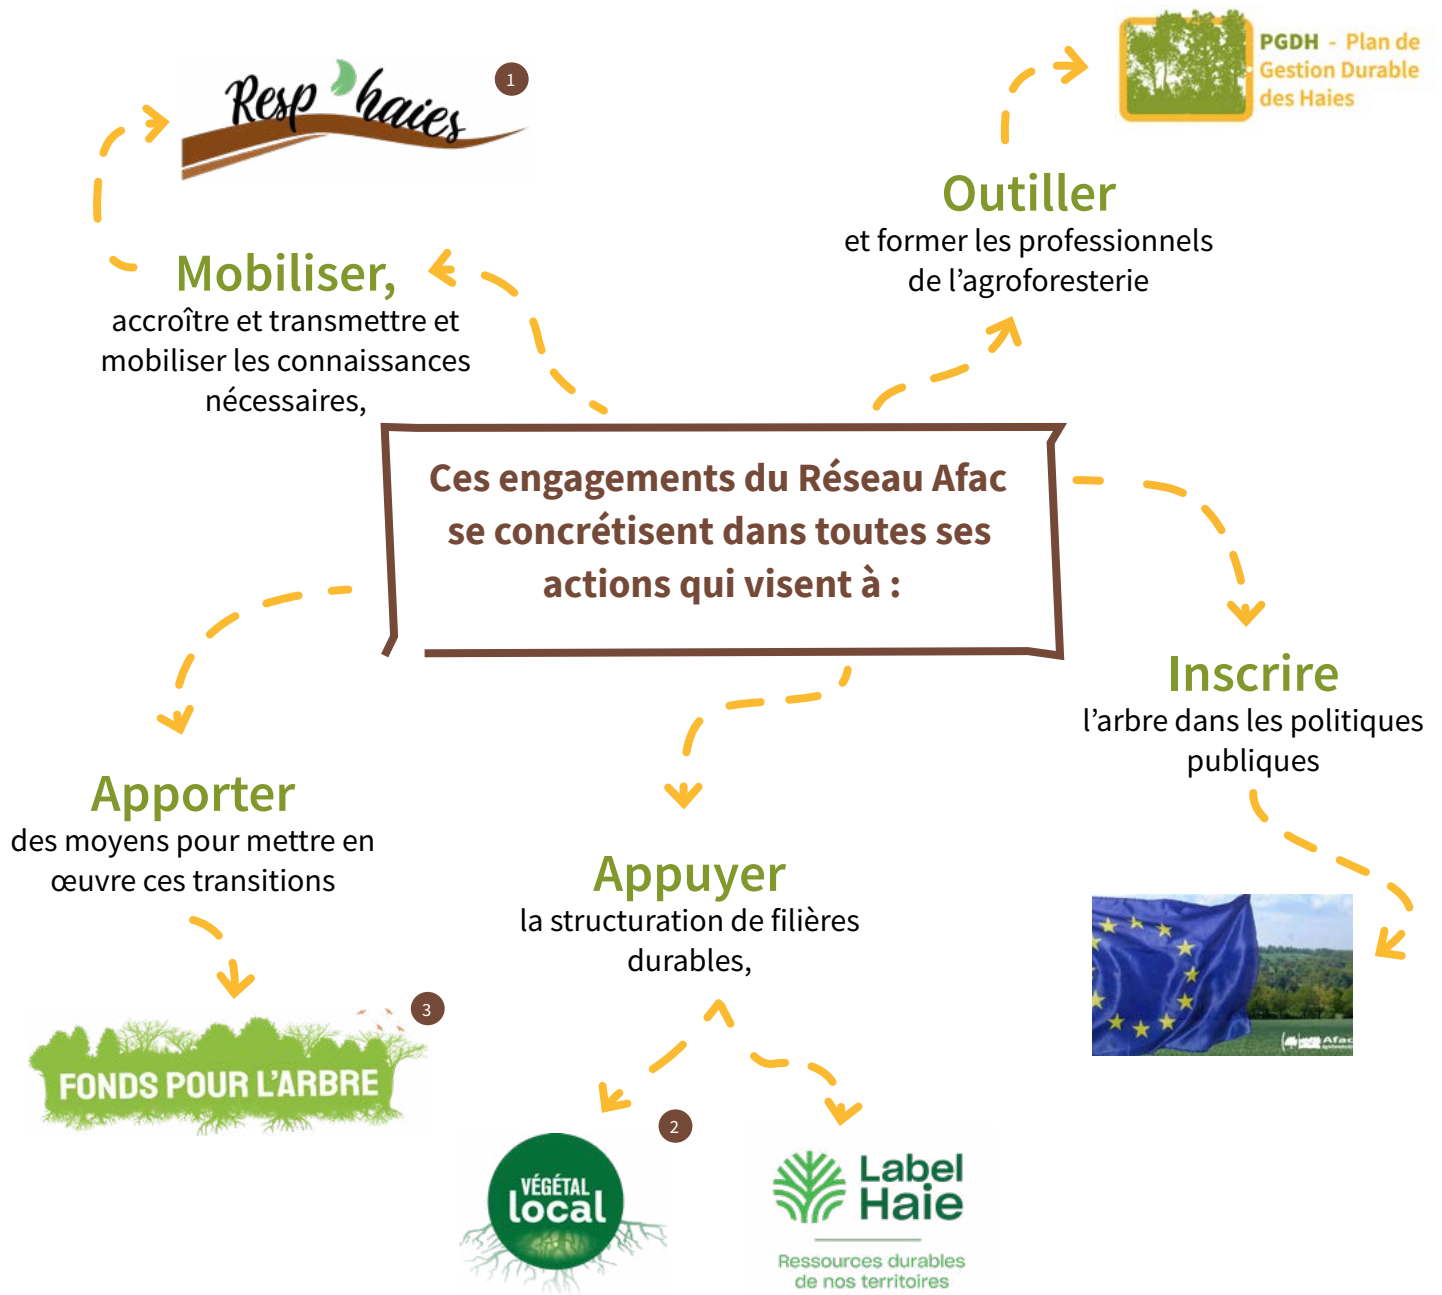 Resp'haies
1
PGDH - Plan de
Gestion Durable
des Haies
Outiller
et former les professionnels
de l'agroforesterie
Mobiliser,
accroître et transmettre et
mobiliser les connaissances
nécessaires,
Ces engagements du Réseau Afac
se concrétisent dans toutes ses
actions qui visent à :
Inscrire
l'arbre dans les politiques
publiques
Apporter
des moyens pour mettre en
œuvre ces transitions
Appuyer
la structuration de filières
durables,
Afac
3
FONDS POUR L'ARBRE
2
VÉGÉTAL
local
Label
Haie
Ressources durables
de nos territoires